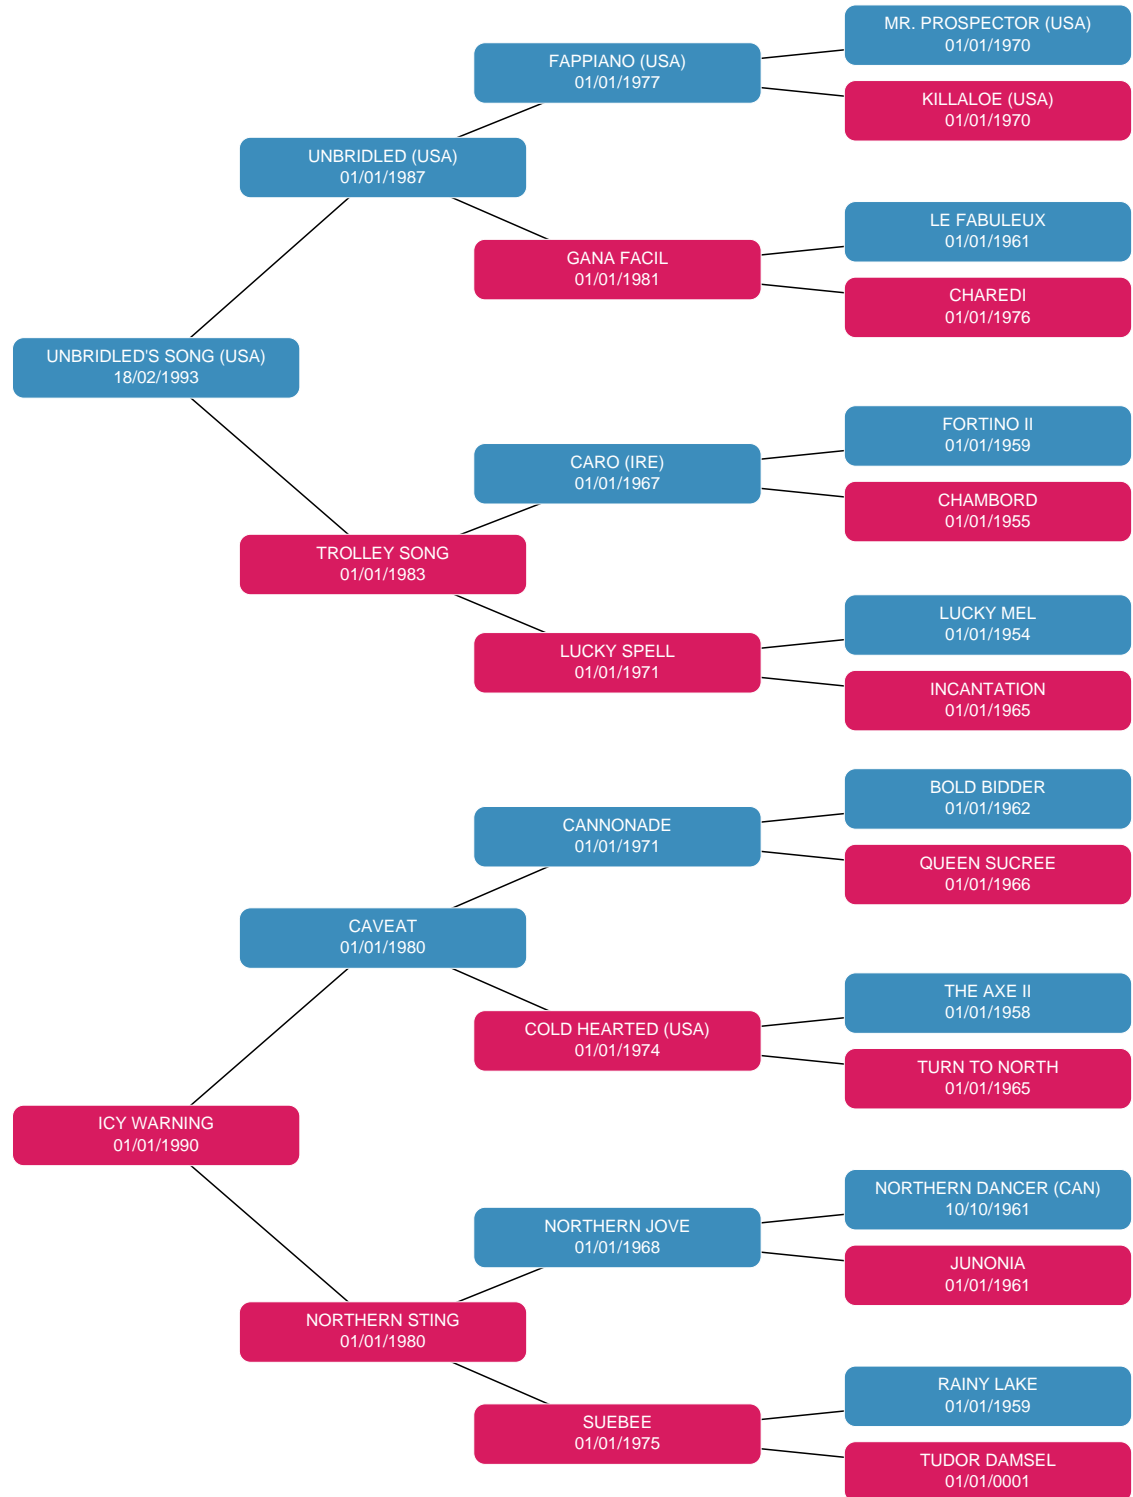 MR. PROSPECTOR (USA)
01/01/1970
FAPPIANO (USA)
01/01/1977
KILLALOE (USA)
01/01/1970
UNBRIDLED (USA)
01/01/1987
LE FABULEUX
01/01/1961
GANA FACIL
01/01/1981
CHAREDI
01/01/1976
UNBRIDLED'S SONG (USA)
18/02/1993
FORTINO II
01/01/1959
CARO (IRE)
01/01/1967
CHAMBORD
01/01/1955
TROLLEY SONG
01/01/1983
LUCKY MEL
01/01/1954
LUCKY SPELL
01/01/1971
INCANTATION
01/01/1965
BOLD BIDDER
01/01/1962
CANNONADE
01/01/1971
QUEEN SUCREE
01/01/1966
CAVEAT
01/01/1980
THE AXE II
01/01/1958
COLD HEARTED (USA)
01/01/1974
TURN TO NORTH
01/01/1965
ICY WARNING
01/01/1990
NORTHERN DANCER (CAN)
10/10/1961
NORTHERN JOVE
01/01/1968
JUNONIA
01/01/1961
NORTHERN STING
01/01/1980
RAINY LAKE
01/01/1959
SUEBEE
01/01/1975
TUDOR DAMSEL
01/01/0001